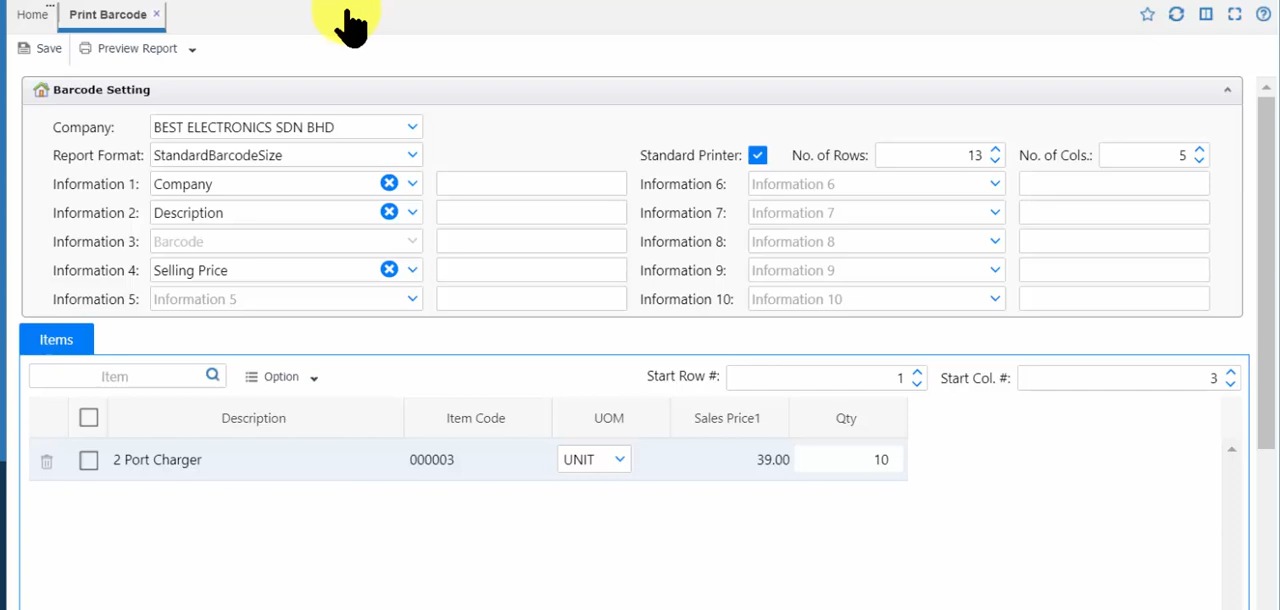 Home Print Barcode ×
Save Preview Report
Barcode Setting
Company: BEST ELECTRONICS SDN BHD
Report Format: StandardBarcodeSize Standard Printer: No. of Rows: 13 No. of Cols.: 5
Information 1: Company Information 6: Information 6
Information 2: Description Information 7: Information 7
Information 3: Barcode Information 8: Information 8
Information 4: Selling Price Information 9: Information 9
Information 5: Information 5 Information 10: Information 10
Items
Item Option Start Row #: 1 Start Col. #: 3
Description Item Code UOM Sales Price1 Qty
2 Port Charger 000003 UNIT 39.00 10